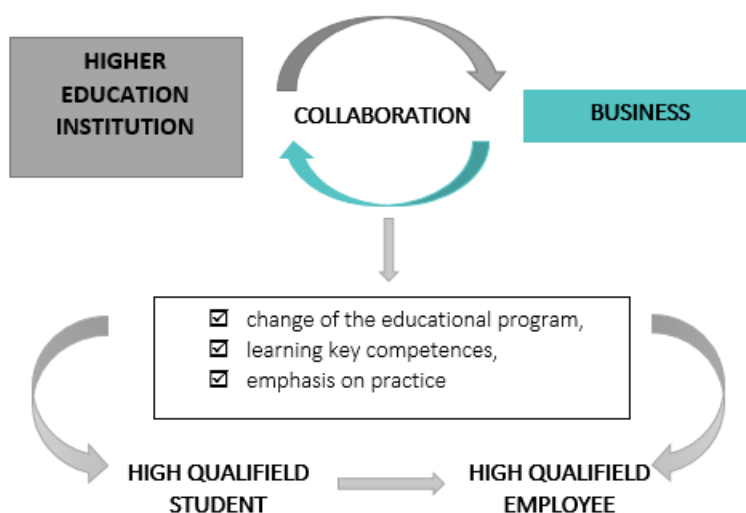 HIGHER
EDUCATION
INSTITUTION
COLLABORATION
BUSINESS
☑ change of the educational program,
☑ learning key competences,
☑ emphasis on practice
HIGH QUALIFIELD
STUDENT
HIGH QUALIFIELD
EMPLOYEE